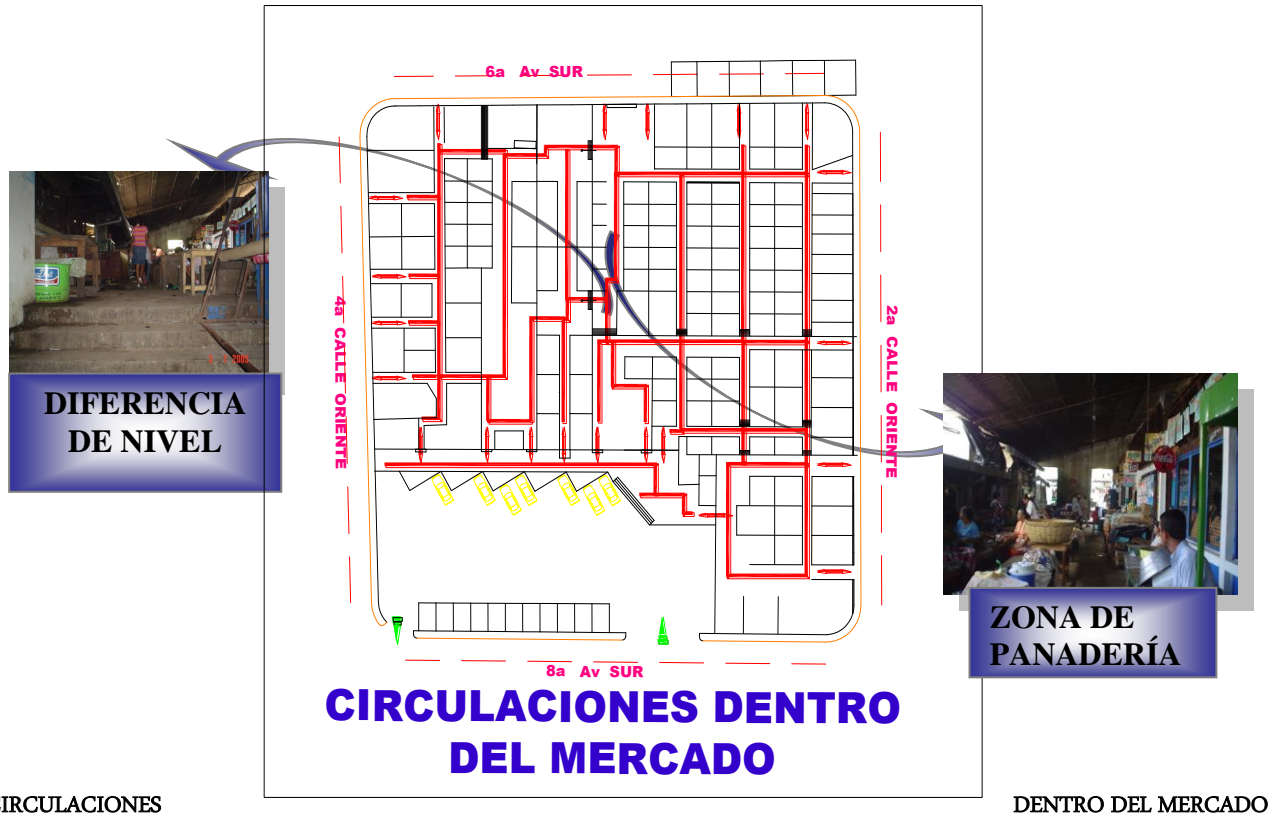 6a Av SUR
4a CALLE ORIENTE
2a CALLE ORIENTE
DIFERENCIA
DE NIVEL
ZONA DE
PANADERÍA
8a Av SUR
CIRCULACIONES DENTRO
DEL MERCADO
IRCULACIONES
DENTRO DEL MERCADO